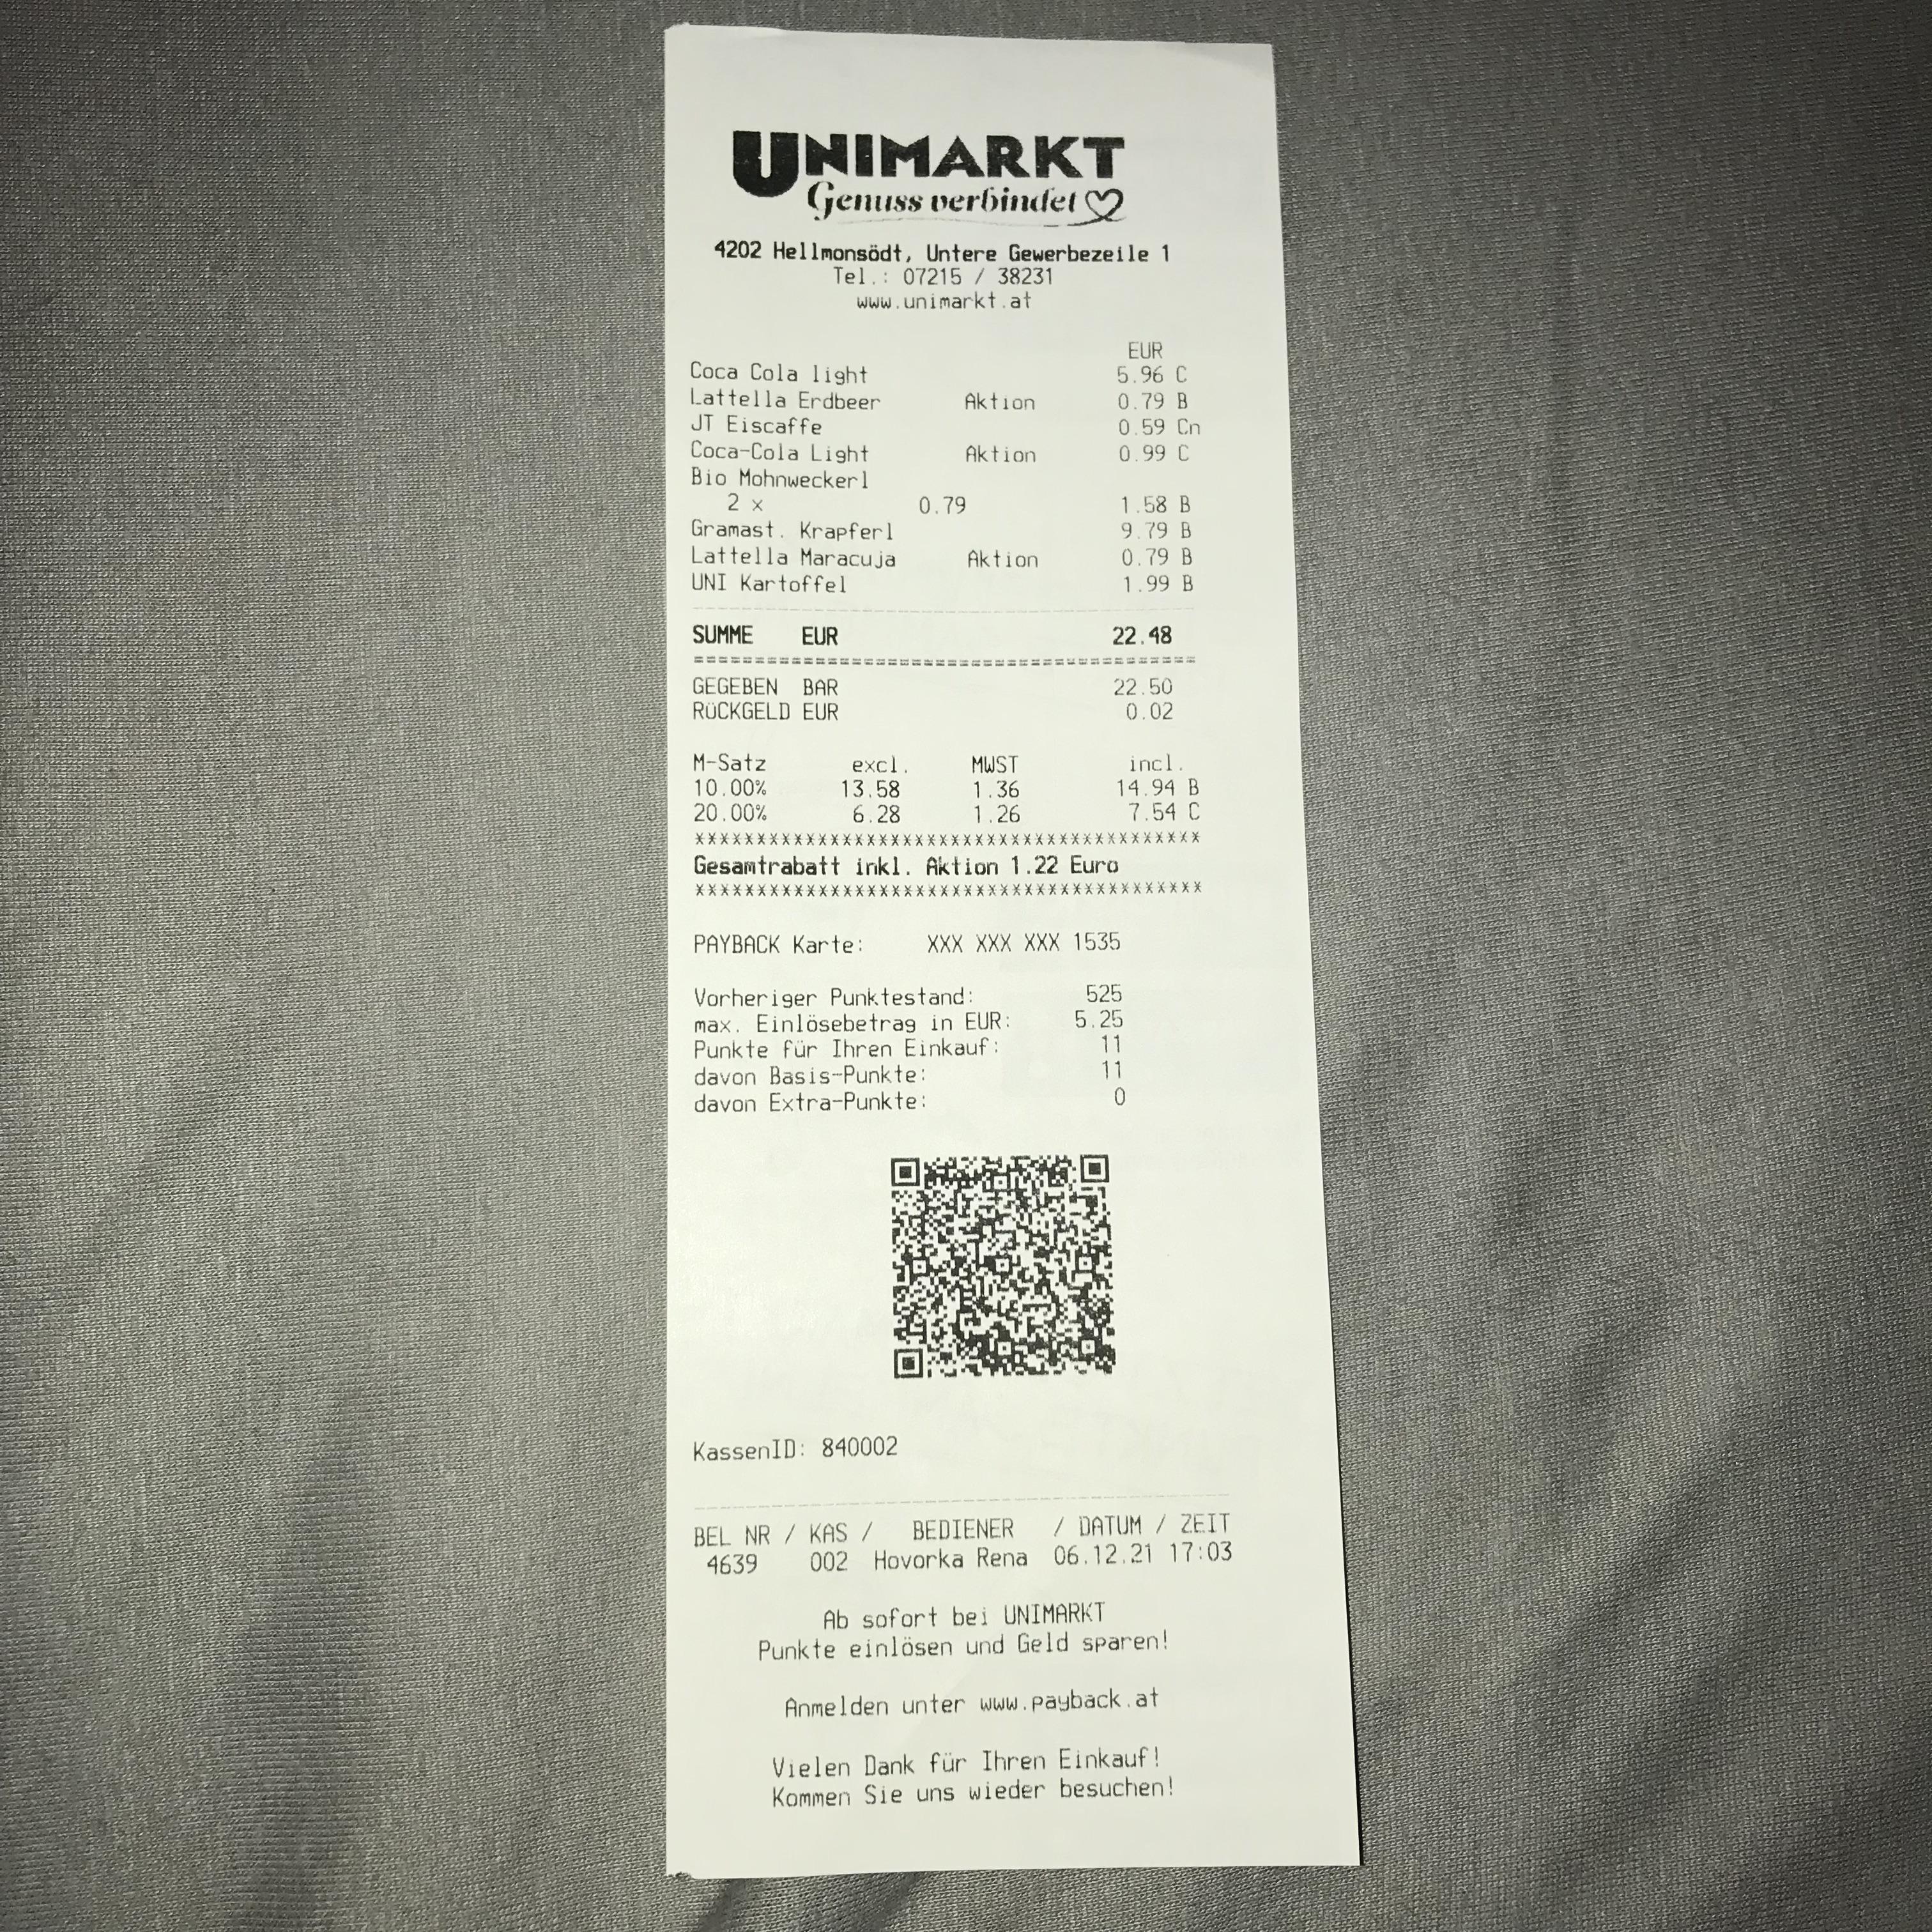 UNIMARKT
Genuss verbindet
4202 Hellmonsödt, Untere Gewerbezeile 1
Tel.: 07215 / 38231
www.unimarkt.at
EUR
Coca Cola light 5.96 C
Lattella Erdbeer Aktion 0.79 B
JT Eiscaffe 0.59 Cn
Coca-Cola Light Aktion 0.99 C
Bio Mohnweckerl
2 x 0.79 1.58 B
Gramast. Krapferl 9.79 B
Lattella Maracuja Aktion 0.79 B
UNI Kartoffel 1.99 B
SUMME EUR 22.48
=========================================
GEGEBEN BAR 22.50
RÜCKGELD EUR 0.02
M-Satz excl. MWST incl.
10.00% 13.58 1.36 14.94 B
20.00% 6.28 1.26 7.54 C
*****************************************
Gesamtrabatt inkl. Aktion 1.22 Euro
*****************************************
PAYBACK Karte: XXX XXX XXX 1535
Vorheriger Punktestand: 525
max. Einlösebetrag in EUR: 5.25
Punkte für Ihren Einkauf: 11
davon Basis-Punkte: 11
davon Extra-Punkte: 0
KassenID: 840002
BEL NR / KAS / BEDIENER / DATUM / ZEIT
4639 002 Hovorka Rena 06.12.21 17:03
Ab sofort bei UNIMARKT
Punkte einlösen und Geld sparen!
Anmelden unter www.payback.at
Vielen Dank für Ihren Einkauf!
Kommen Sie uns wieder besuchen!